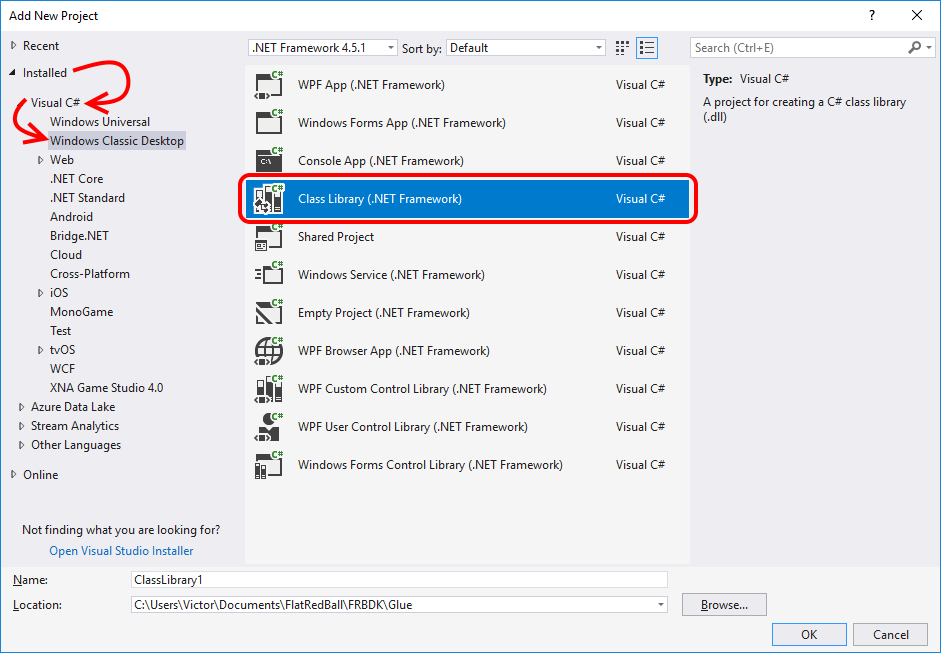 Add New Project
?
Recent
Installed
Visual C#
Windows Universal
Windows Classic Desktop
Web
.NET Core
.NET Standard
Android
Bridge.NET
Cloud
Cross-Platform
iOS
MonoGame
Test
tvOS
WCF
XNA Game Studio 4.0
Azure Data Lake
Stream Analytics
Other Languages
Online
Not finding what you are looking for?
Open Visual Studio Installer
.NET Framework 4.5.1 Sort by: Default
C# WPF App (.NET Framework) Visual C#
C# Windows Forms App (.NET Framework) Visual C#
C# C:\ Console App (.NET Framework) Visual C#
C# Class Library (.NET Framework) Visual C#
C# Shared Project Visual C#
C# Windows Service (.NET Framework) Visual C#
C# Empty Project (.NET Framework) Visual C#
C# WPF Browser App (.NET Framework) Visual C#
C# WPF Custom Control Library (.NET Framework) Visual C#
C# WPF User Control Library (.NET Framework) Visual C#
C# Windows Forms Control Library (.NET Framework) Visual C#
Search (Ctrl+E)
Type: Visual C#
A project for creating a C# class library
(.dll)
Name: ClassLibrary1
Location: C:\Users\Victor\Documents\FlatRedBall\FRBDK\Glue Browse...
OK Cancel